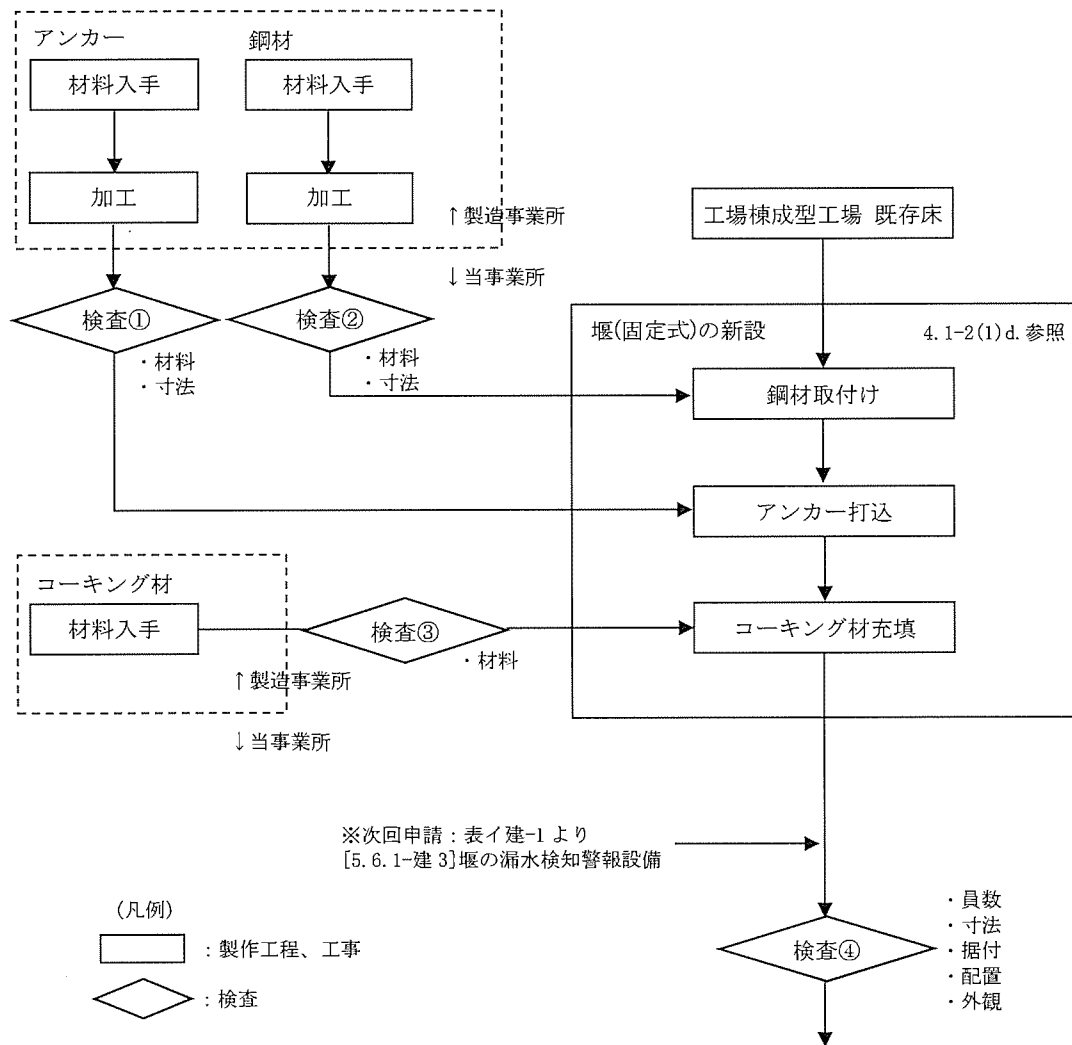 アンカー
鋼材
材料入手
材料入手
加工
加工
↑製造事業所
↓当事業所
検査①
・材料
・寸法
検査②
・材料
・寸法
工場棟成型工場 既存床
堰(固定式)の新設
4.1-2(1)d.参照
鋼材取付け
アンカー打込
コーキング材
材料入手
検査③
・材料
コーキング材充填
↑製造事業所
↓当事業所
※次回申請：表イ建-1 より
[5.6.1-建 3]堰の漏水検知警報設備
検査④
・員数
・寸法
・据付
・配置
・外観
(凡例)
：製作工程、工事
：検査